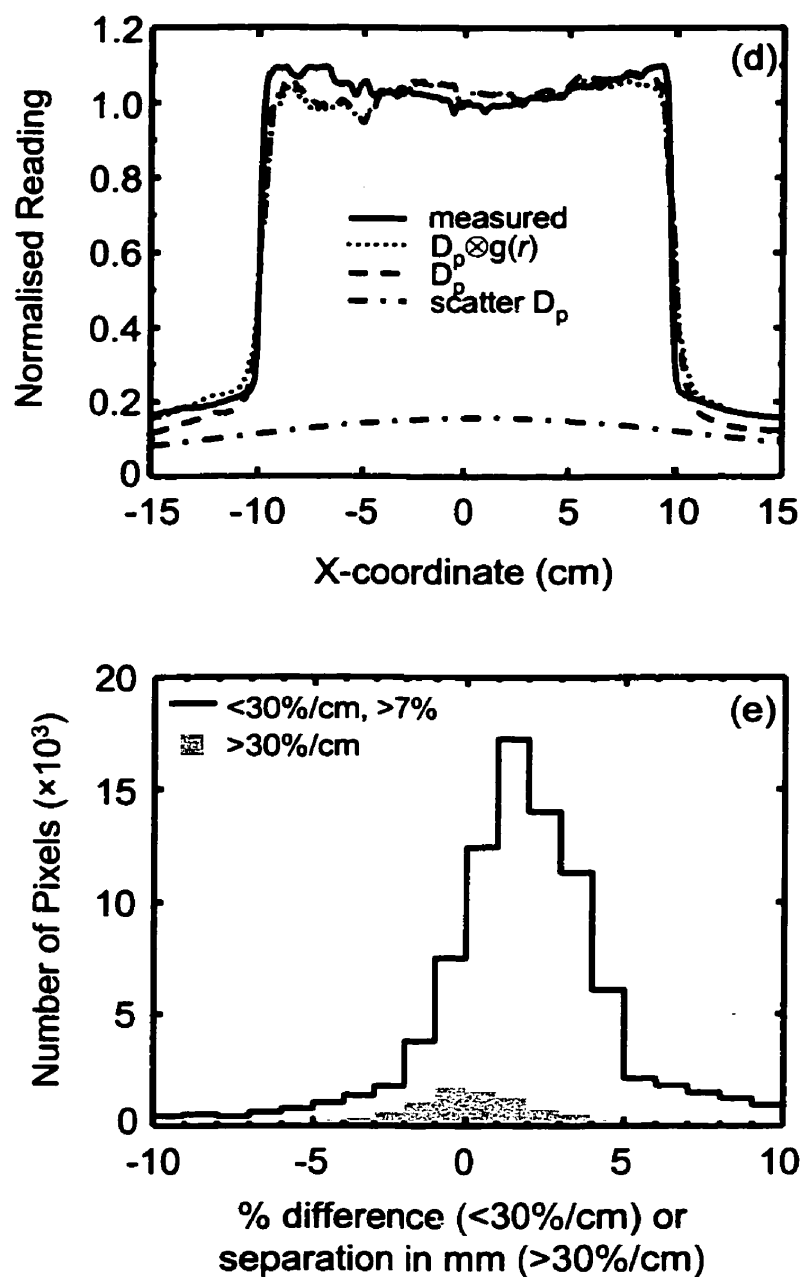 (d)
1.2
1.0
0.8
0.6
0.4
0.2
0
Normalised Reading
measured
Dₚ⊗g(r)
Dₚ
scatter Dₚ
-15 -10 -5 0 5 10 15
X-coordinate (cm)
(e)
20
15
10
5
0
Number of Pixels (×10³)
<30%/cm, >7%
>30%/cm
-10 -5 0 5 10
% difference (<30%/cm) or
separation in mm (>30%/cm)